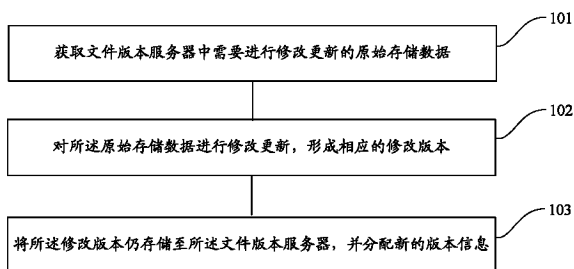 101
获取文件版本服务器中需要进行修改更新的原始存储数据
102
对所述原始存储数据进行修改更新，形成相应的修改版本
103
将所述修改版本仍存储至所述文件版本服务器，并分配新的版本信息